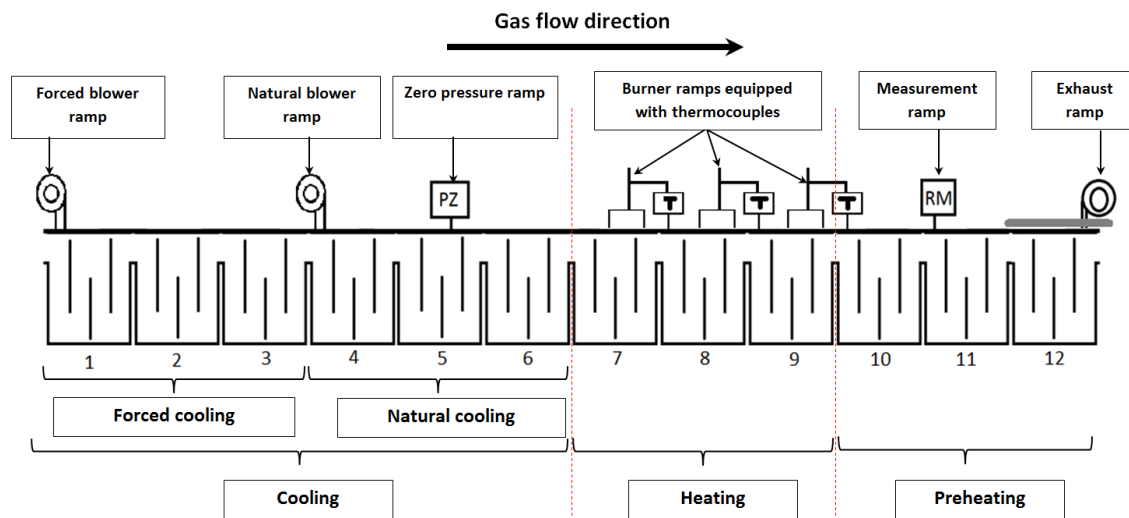 Gas flow direction
Forced blower
ramp
Natural blower
ramp
Zero pressure ramp
Burner ramps equipped
with thermocouples
Measurement
ramp
Exhaust
ramp
PZ
T
T
T
RM
1 2 3 4 5 6 7 8 9 10 11 12
Forced cooling
Natural cooling
Cooling
Heating
Preheating